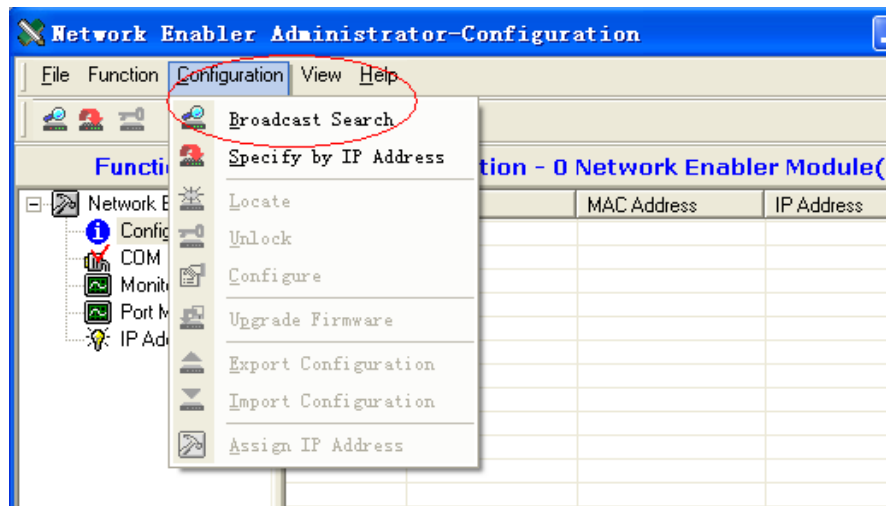 Network Enabler Administrator-Configuration
File Function Configuration View Help
Broadcast Search
Specify by IP Address
Locate
Unlock
Configure
Upgrade Firmware
Export Configuration
Import Configuration
Assign IP Address
Functi
tion - 0 Network Enabler Module(
MAC Address
IP Address
Network E
Config
COM
Monit
Port M
IP Ad